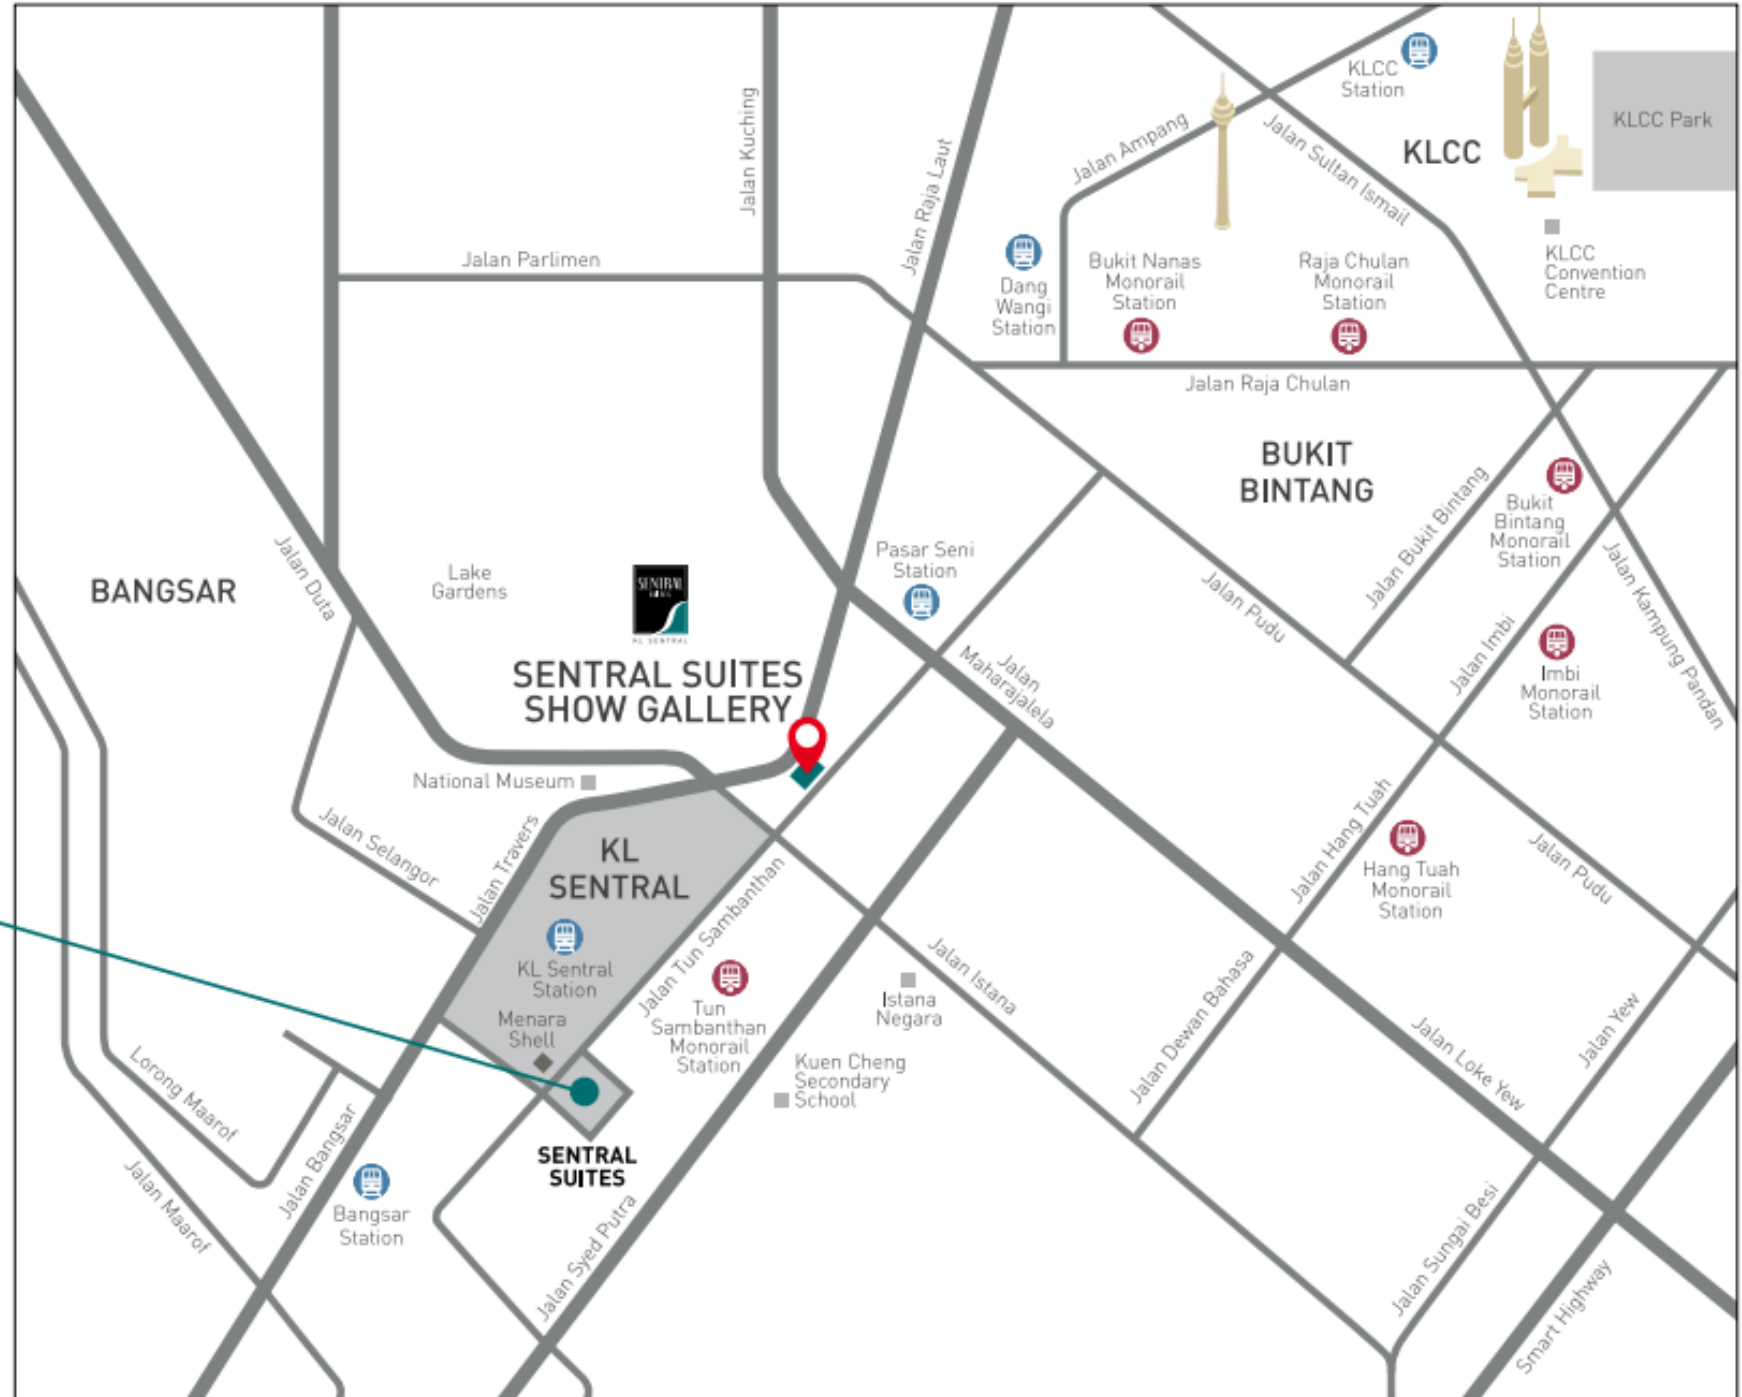 KLCC
Station
KLCC Park
KLCC
Jalan Ampang
Jalan Sultan Ismail
Jalan Kuching
Jalan Raja Laut
Jalan Parlimen
Dang
Wangi
Station
Bukit Nanas
Monorail
Station
Raja Chulan
Monorail
Station
KLCC
Convention
Centre
Jalan Raja Chulan
BUKIT
BINTANG
Jalan Bukit Bintang
Bukit
Bintang
Monorail
Station
Jalan Duta
BANGSAR
Lake
Gardens
SENTRAL
SUITES
KL SENTRAL
Pasar Seni
Station
Jalan Pudu
Jalan Imbi
Jalan Kampung Pandan
Imbi
Monorail
Station
SENTRAL SUITES
SHOW GALLERY
Jalan
Maharajalela
National Museum
Jalan Selangor
Jalan Travers
KL
SENTRAL
Jalan Tun Sambanthan
Jalan Hang Tuah
Hang Tuah
Monorail
Station
Jalan Pudu
KL Sentral
Station
Menara
Shell
Tun
Sambanthan
Monorail
Station
Istana
Negara
Jalan Istana
Jalan Dewan Bahasa
Jalan Loke Yew
Jalan Yew
Kuen Cheng
Secondary
School
Lorong Maarof
Jalan Maarof
Jalan Bangsar
Bangsar
Station
SENTRAL
SUITES
Jalan Syed Putra
Jalan Sungai Besi
Smart Highway